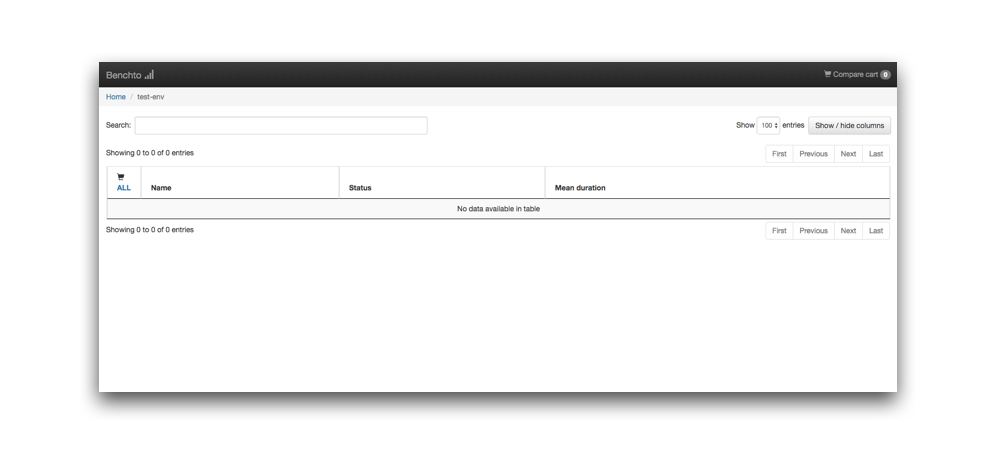 Benchto Compare cart 0
Home / test-env
Search: Show 100 entries Show / hide columns
Showing 0 to 0 of 0 entries First Previous Next Last
ALL Name Status Mean duration
No data available in table
Showing 0 to 0 of 0 entries First Previous Next Last